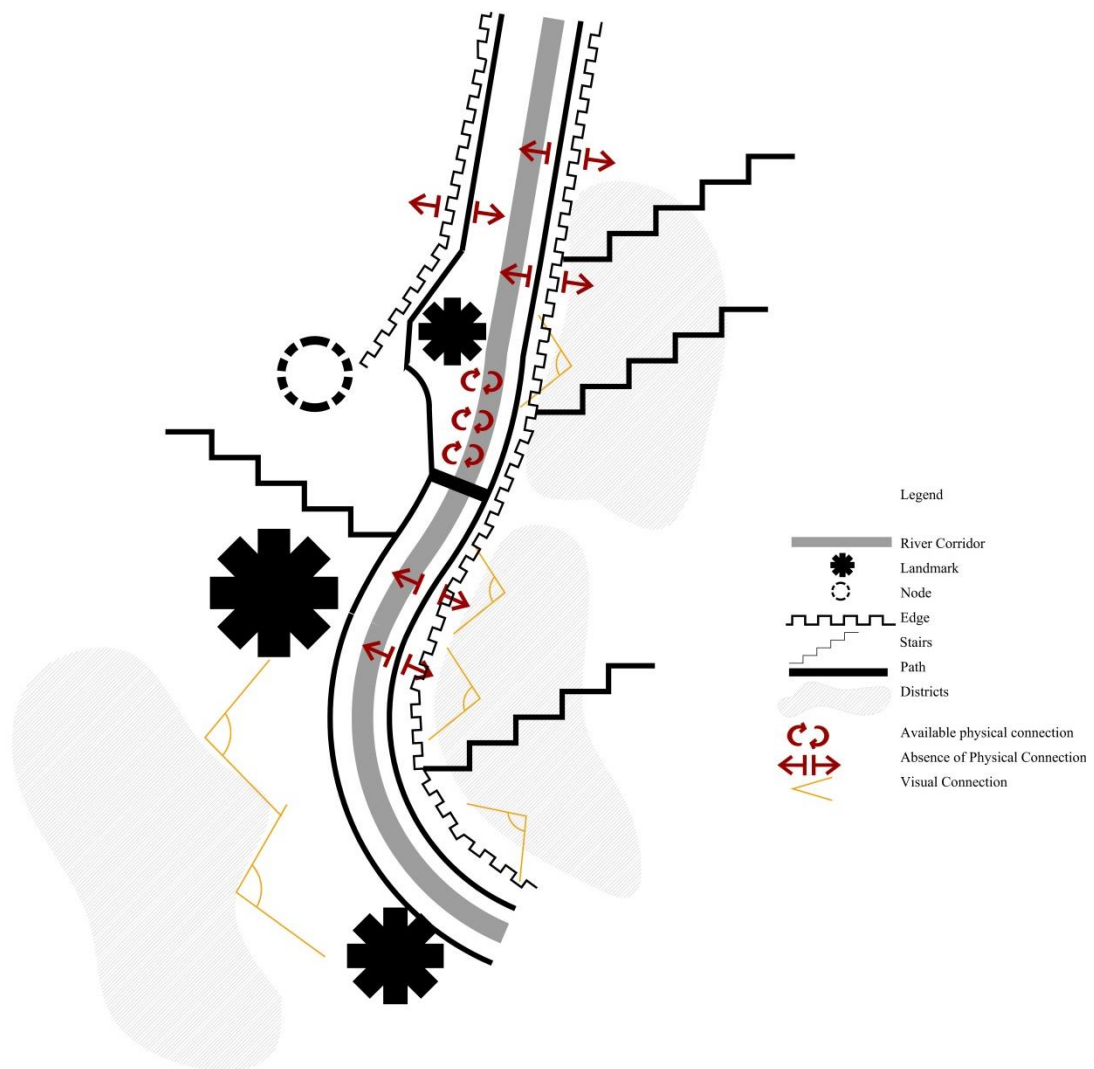 Legend
River Corridor
Landmark
Node
Edge
Stairs
Path
Districts
Available physical connection
Absence of Physical Connection
Visual Connection